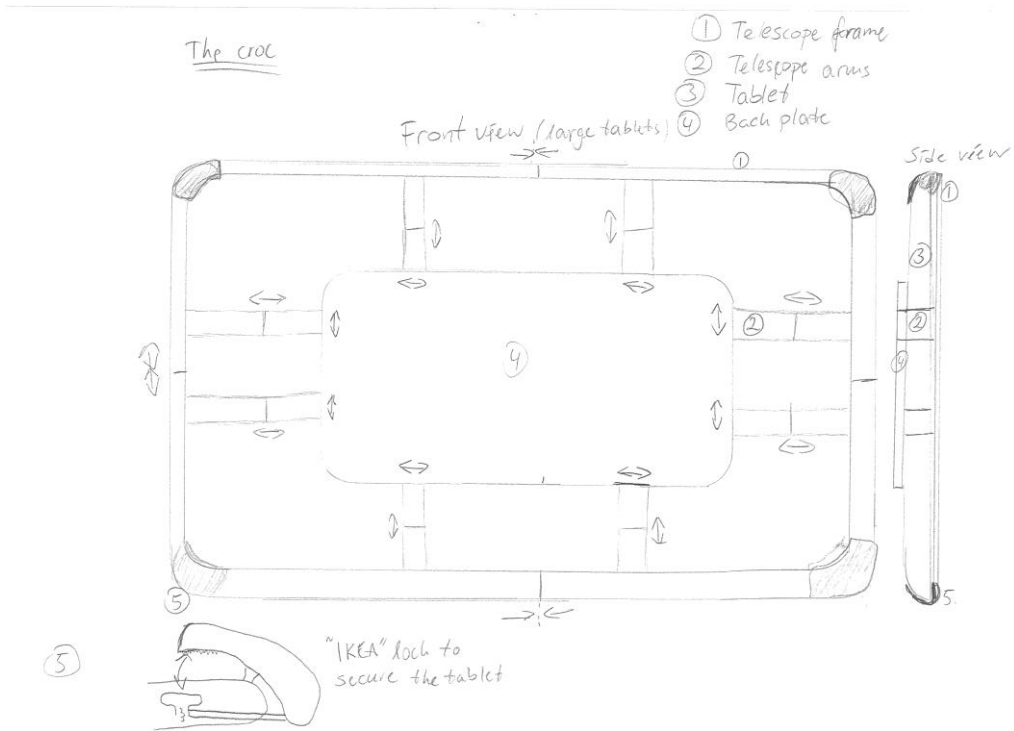 The croc
① Telescope frame
② Telescope arms
③ Tablet
④ Back plate
Front view (large tablets)
Side view
①
①
③
②
②
④
④
⑤
5.
⑤
"IKEA" lock to
secure the tablet